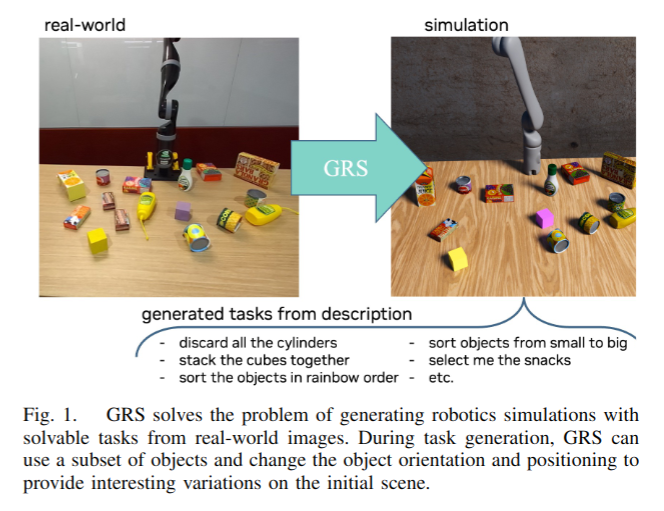 real-world
simulation
GRS
generated tasks from description
- discard all the cylinders
- stack the cubes together
- sort the objects in rainbow order
- sort objects from small to big
- select me the snacks
- etc.
Fig. 1. GRS solves the problem of generating robotics simulations with
solvable tasks from real-world images. During task generation, GRS can
use a subset of objects and change the object orientation and positioning to
provide interesting variations on the initial scene.